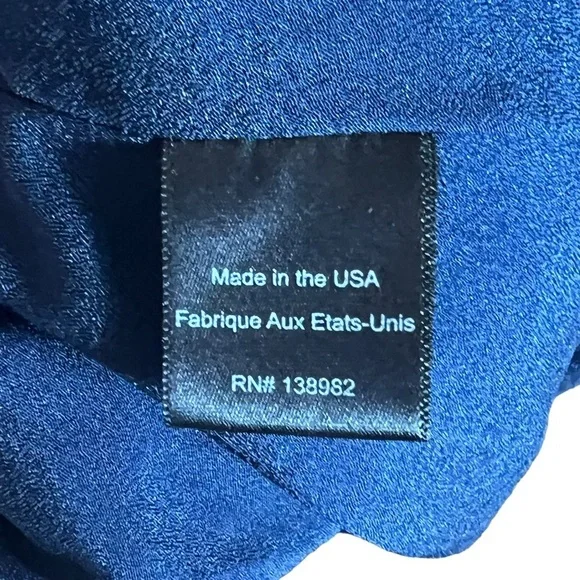 Made in the USA
Fabrique Aux Etats-Unis
RN# 138982